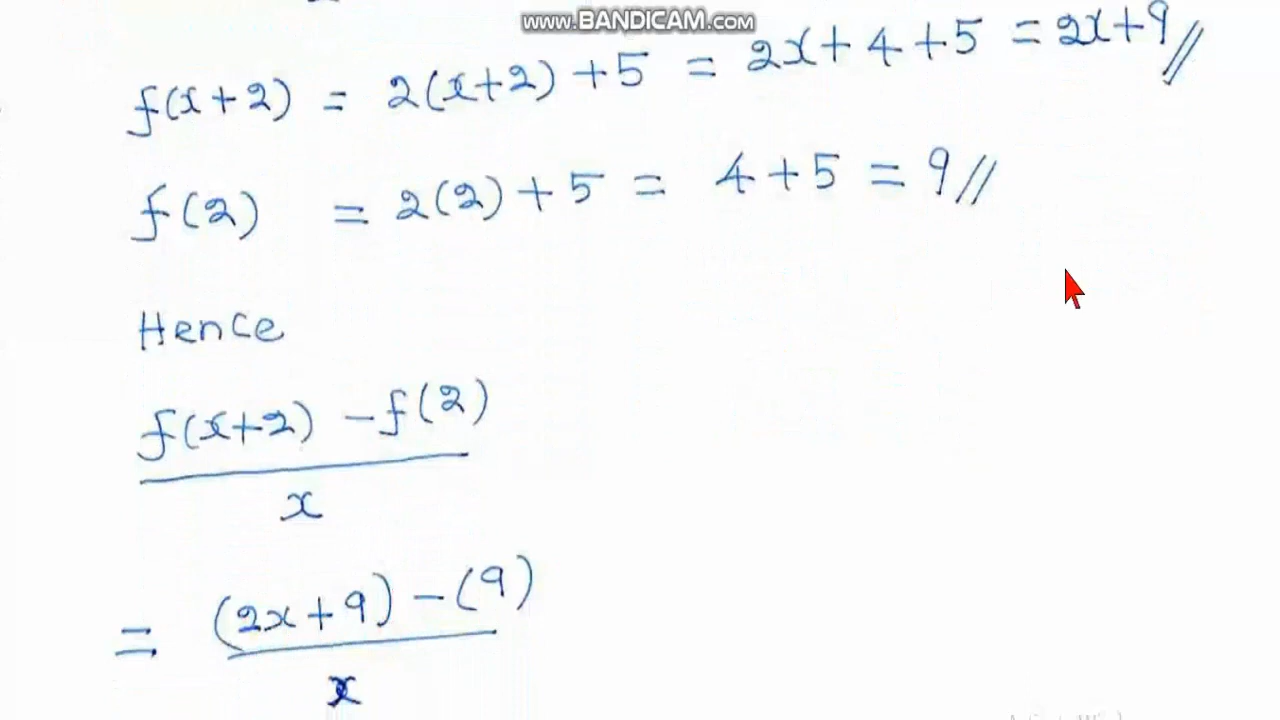 www.BANDICAM.com
f(x+2) = 2(x+2)+5 = 2x+4+5 = 2x+9//
f(2) = 2(2)+5 = 4+5 = 9//
Hence
f(x+2) -f(2)
x
= (2x+9)-(9)
x